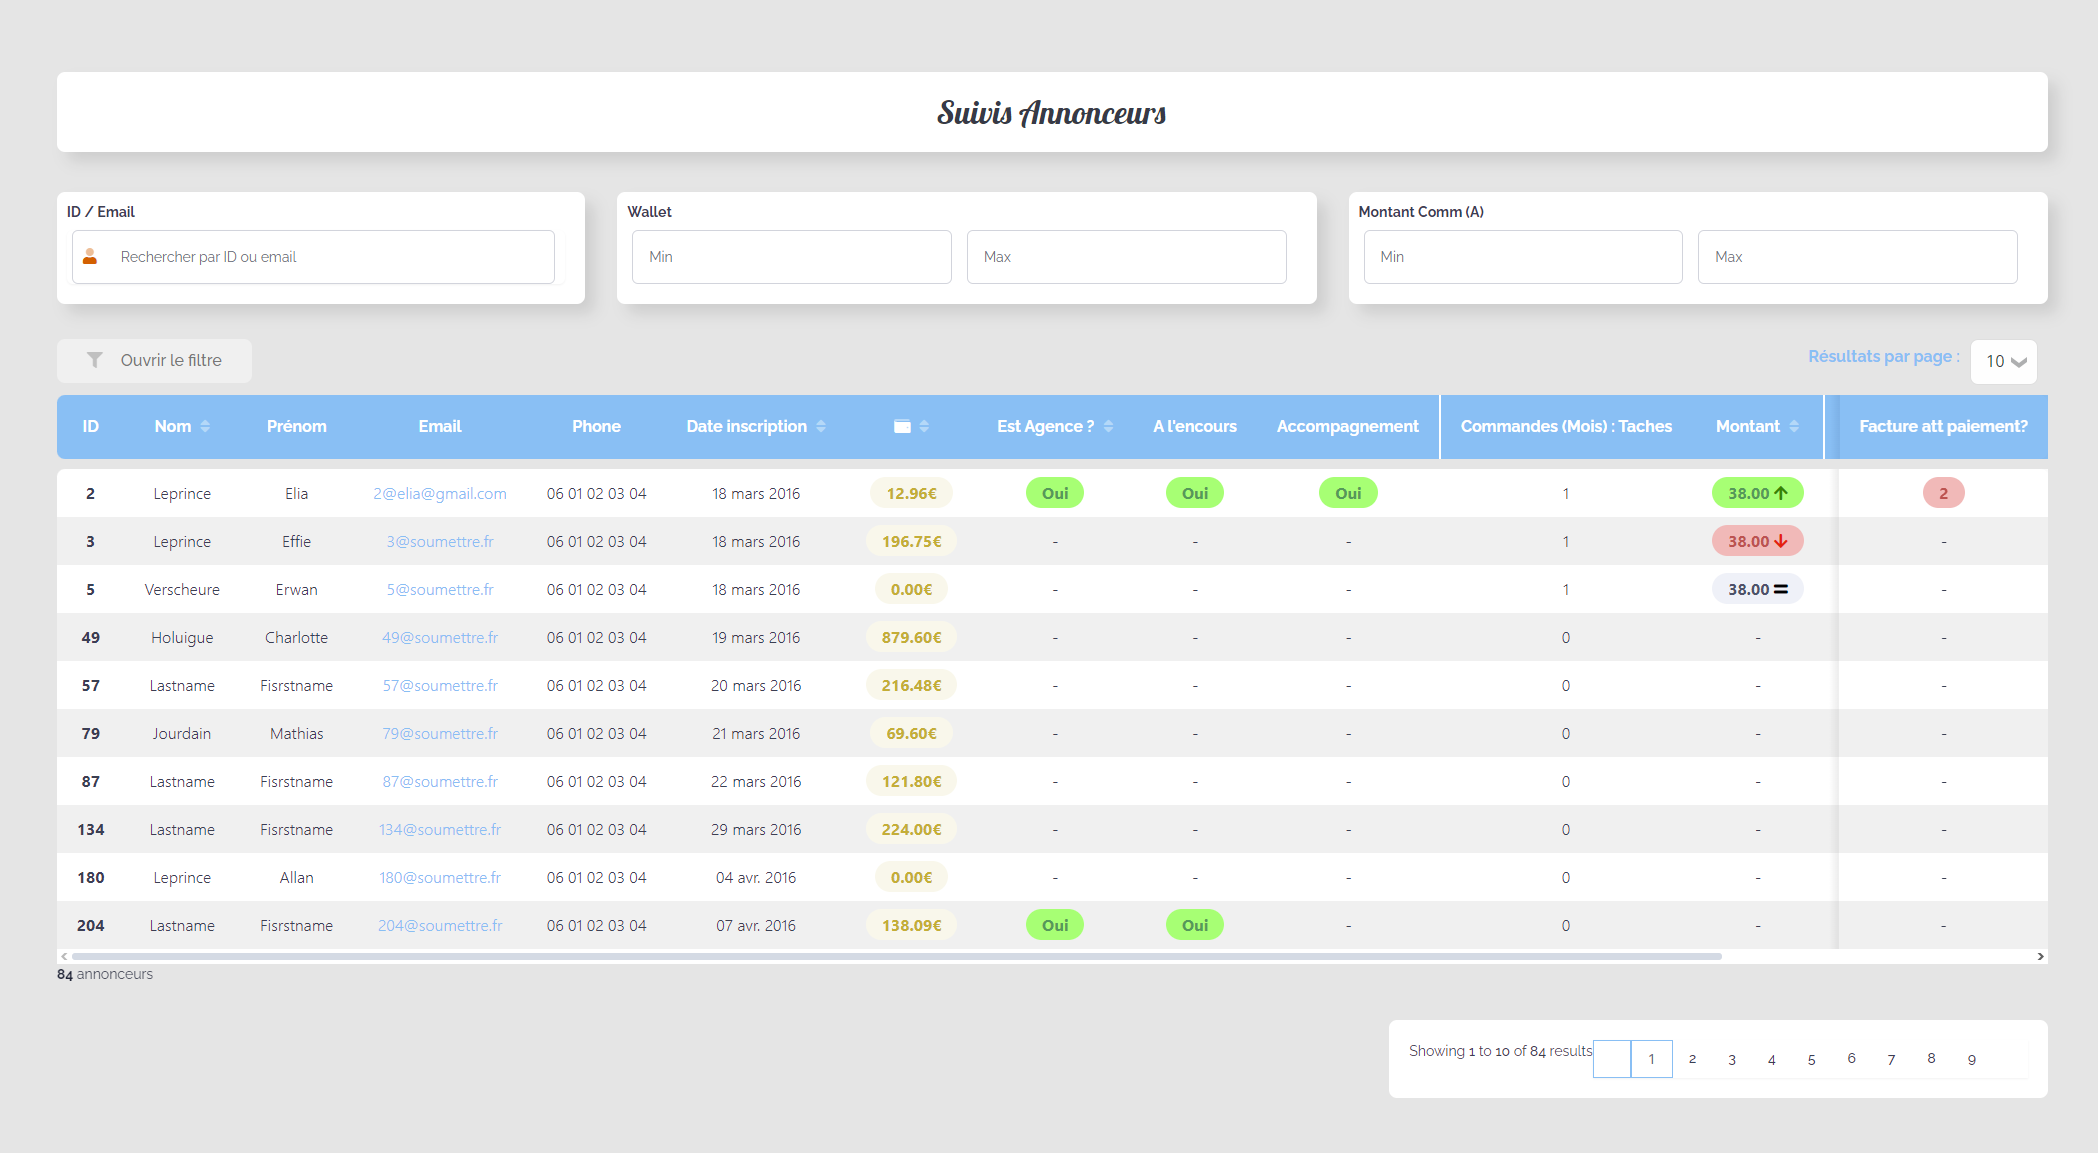 Suivis Annonceurs
ID / Email
Rechercher par ID ou email
Wallet
Min
Max
Montant Comm (A)
Min
Max
Ouvrir le filtre
Résultats par page :
10
ID Nom Prénom Email Phone Date inscription Est Agence ? A l'encours Accompagnement Commandes (Mois) : Taches Montant Facture att paiement?
2 Leprince Elia 2@elia@gmail.com 06 01 02 03 04 18 mars 2016 12.96€ Oui Oui Oui 1 38.00 2
3 Leprince Effie 3@soumettre.fr 06 01 02 03 04 18 mars 2016 196.75€ - - - 1 38.00 -
5 Verscheure Erwan 5@soumettre.fr 06 01 02 03 04 18 mars 2016 0.00€ - - - 1 38.00 = -
49 Holuigue Charlotte 49@soumettre.fr 06 01 02 03 04 19 mars 2016 879.60€ - - - 0 - -
57 Lastname Fisrstname 57@soumettre.fr 06 01 02 03 04 20 mars 2016 216.48€ - - - 0 - -
79 Jourdain Mathias 79@soumettre.fr 06 01 02 03 04 21 mars 2016 69.60€ - - - 0 - -
87 Lastname Fisrstname 87@soumettre.fr 06 01 02 03 04 22 mars 2016 121.80€ - - - 0 - -
134 Lastname Fisrstname 134@soumettre.fr 06 01 02 03 04 29 mars 2016 224.00€ - - - 0 - -
180 Leprince Allan 180@soumettre.fr 06 01 02 03 04 04 avr. 2016 0.00€ - - - 0 - -
204 Lastname Fisrstname 204@soumettre.fr 06 01 02 03 04 07 avr. 2016 138.09€ Oui Oui - 0 - -
84 annonceurs
Showing 1 to 10 of 84 results 1 2 3 4 5 6 7 8 9